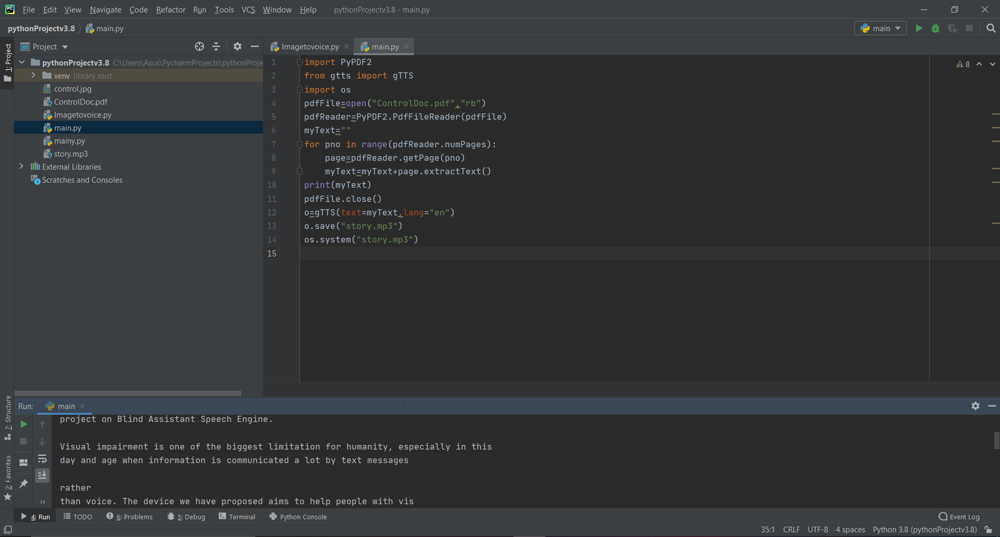 PC File Edit View Navigate Code Refactor Run Tools VCS Window Help pythonProjectv3.8 - main.py
pythonProjectv3.8 main.py
main
1: Project
Project
pythonProjectv3.8 C:\Users\Asus\PycharmProjects\pythonProje
venv library root
control.jpg
ControlDoc.pdf
Imagetovoice.py
main.py
mainy.py
story.mp3
External Libraries
Scratches and Consoles
Imagetovoice.py main.py
8
1 import PyPDF2
2 from gtts import gTTS
3 import os
4 pdfFile=open("ControlDoc.pdf","rb")
5 pdfReader=PyPDF2.PdfFileReader(pdfFile)
6 myText=""
7 for pno in range(pdfReader.numPages):
8     page=pdfReader.getPage(pno)
9     myText=myText+page.extractText()
10 print(myText)
11 pdfFile.close()
12 o=gTTS(text=myText,lang="en")
13 o.save("story.mp3")
14 os.system("story.mp3")
15
7: Structure
2: Favorites
Run: main
project on Blind Assistant Speech Engine.
Visual impairment is one of the biggest limitation for humanity, especially in this
day and age when information is communicated a lot by text messages
rather
than voice. The device we have proposed aims to help people with vis
4: Run TODO 6: Problems 5: Debug Terminal Python Console Event Log
35:1 CRLF UTF-8 4 spaces Python 3.8 (pythonProjectv3.8)